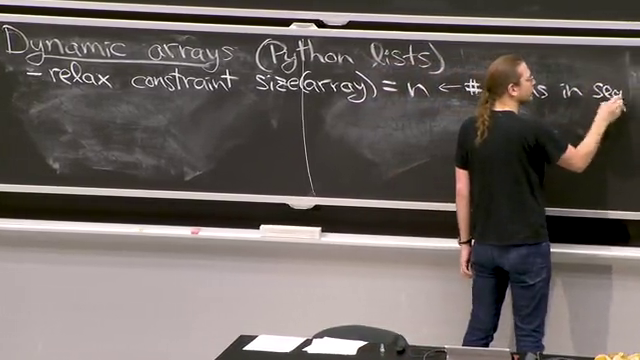 Dynamic arrays (Python lists)
- relax constraint size(array) = n ← # in seq